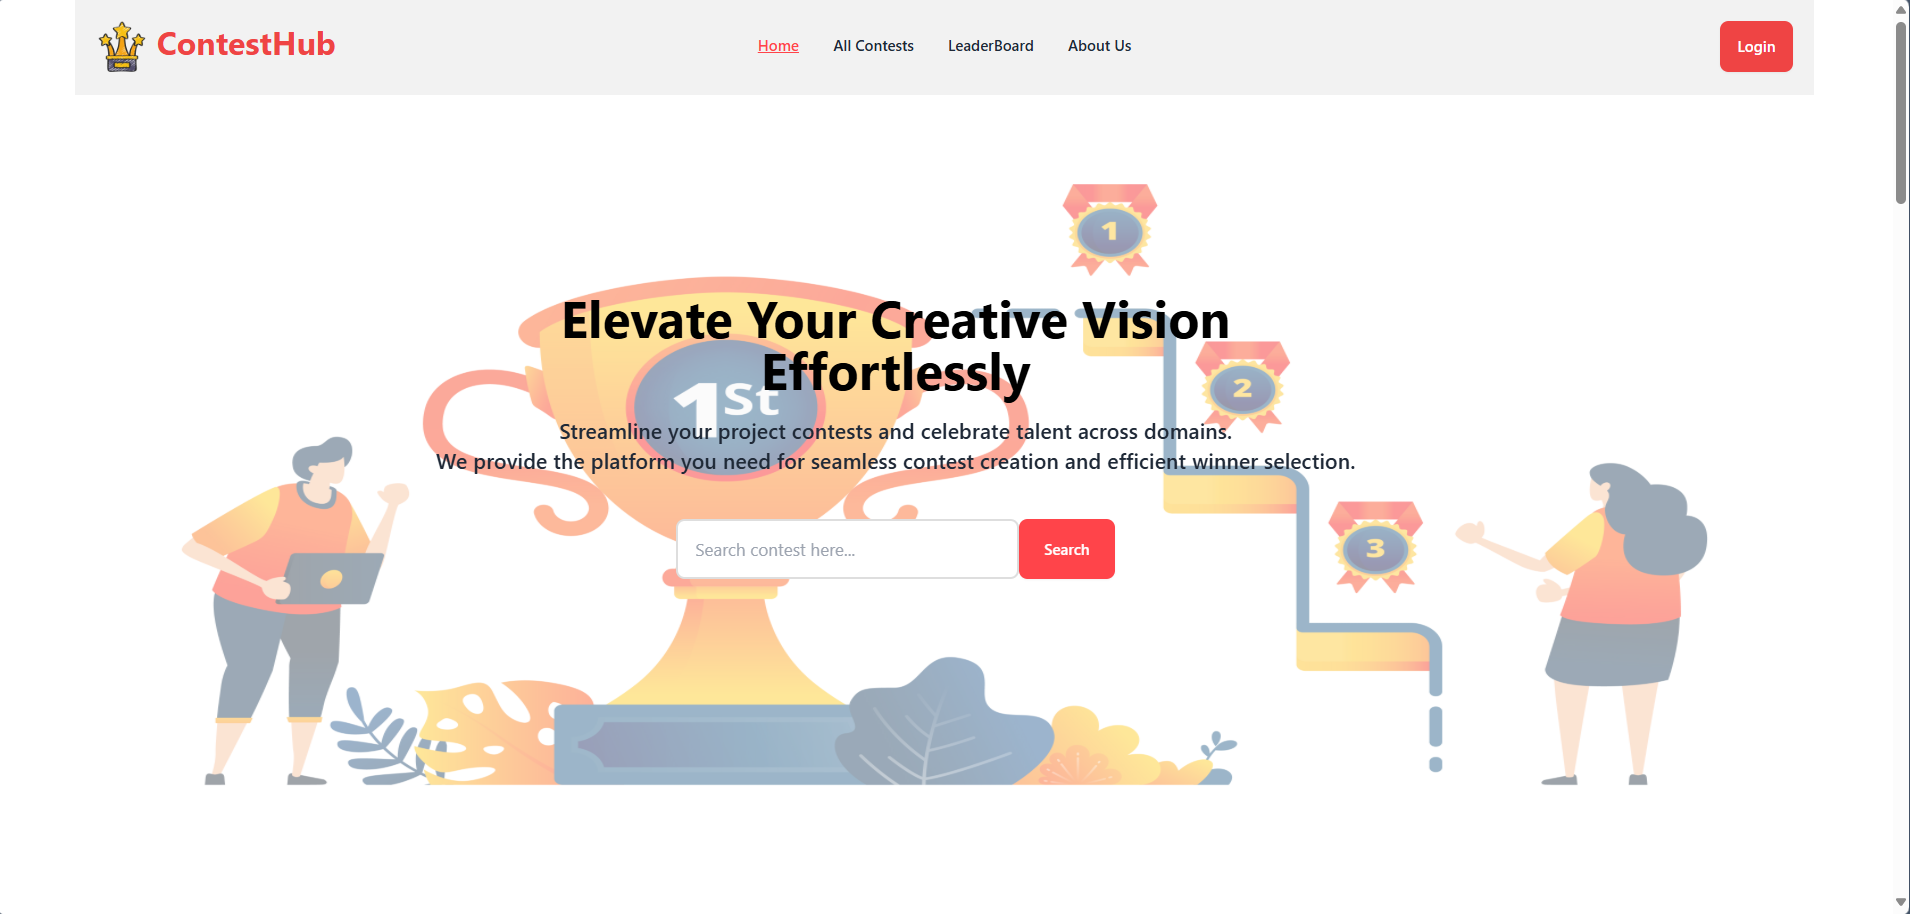 ContestHub
Home All Contests LeaderBoard About Us
Login
1
Elevate Your Creative Vision
Effortlessly
2
1st
Streamline your project contests and celebrate talent across domains.
We provide the platform you need for seamless contest creation and efficient winner selection.
Search contest here...
Search
3